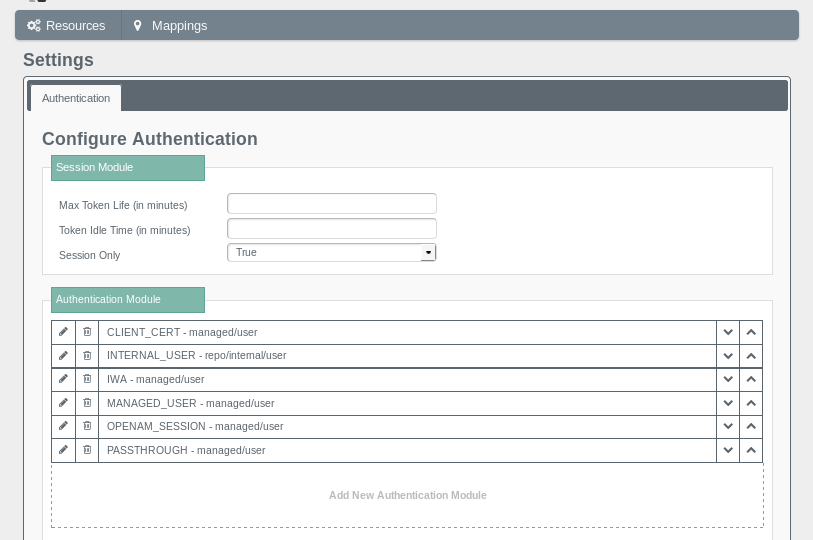 Resources Mappings
Settings
Authentication
Configure Authentication
Session Module
Max Token Life (in minutes)
Token Idle Time (in minutes)
Session Only True
Authentication Module
CLIENT_CERT - managed/user
INTERNAL_USER - repo/internal/user
IWA - managed/user
MANAGED_USER - managed/user
OPENAM_SESSION - managed/user
PASSTHROUGH - managed/user
Add New Authentication Module